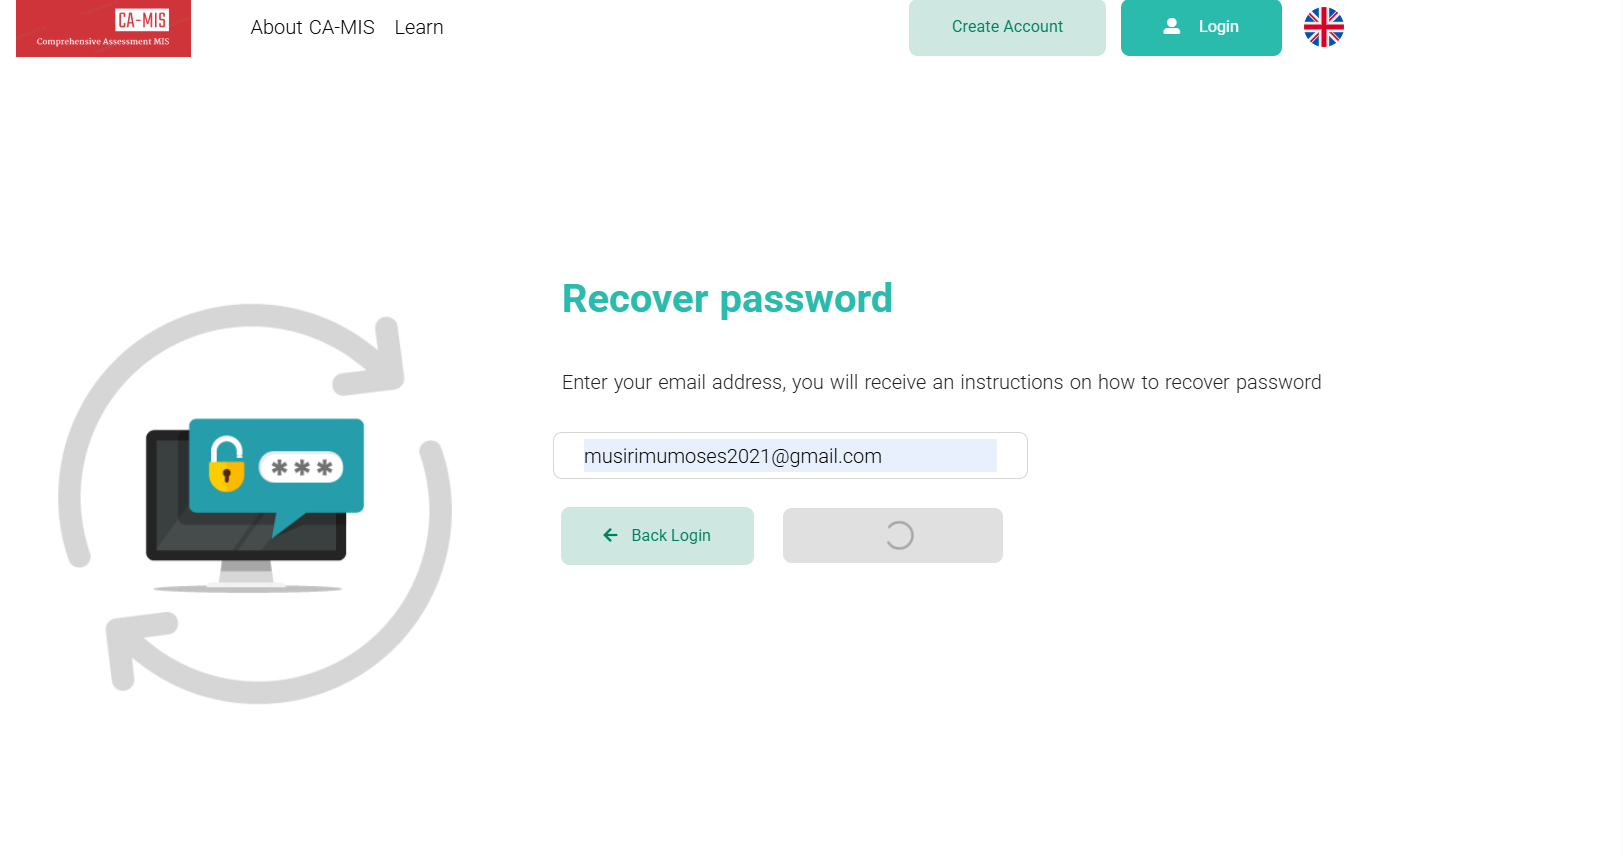 CA-MIS
Comprehensive Assessment MIS
About CA-MIS Learn
Create Account
Login
Recover password
Enter your email address, you will receive an instructions on how to recover password
musirimumoses2021@gmail.com
***
Back Login